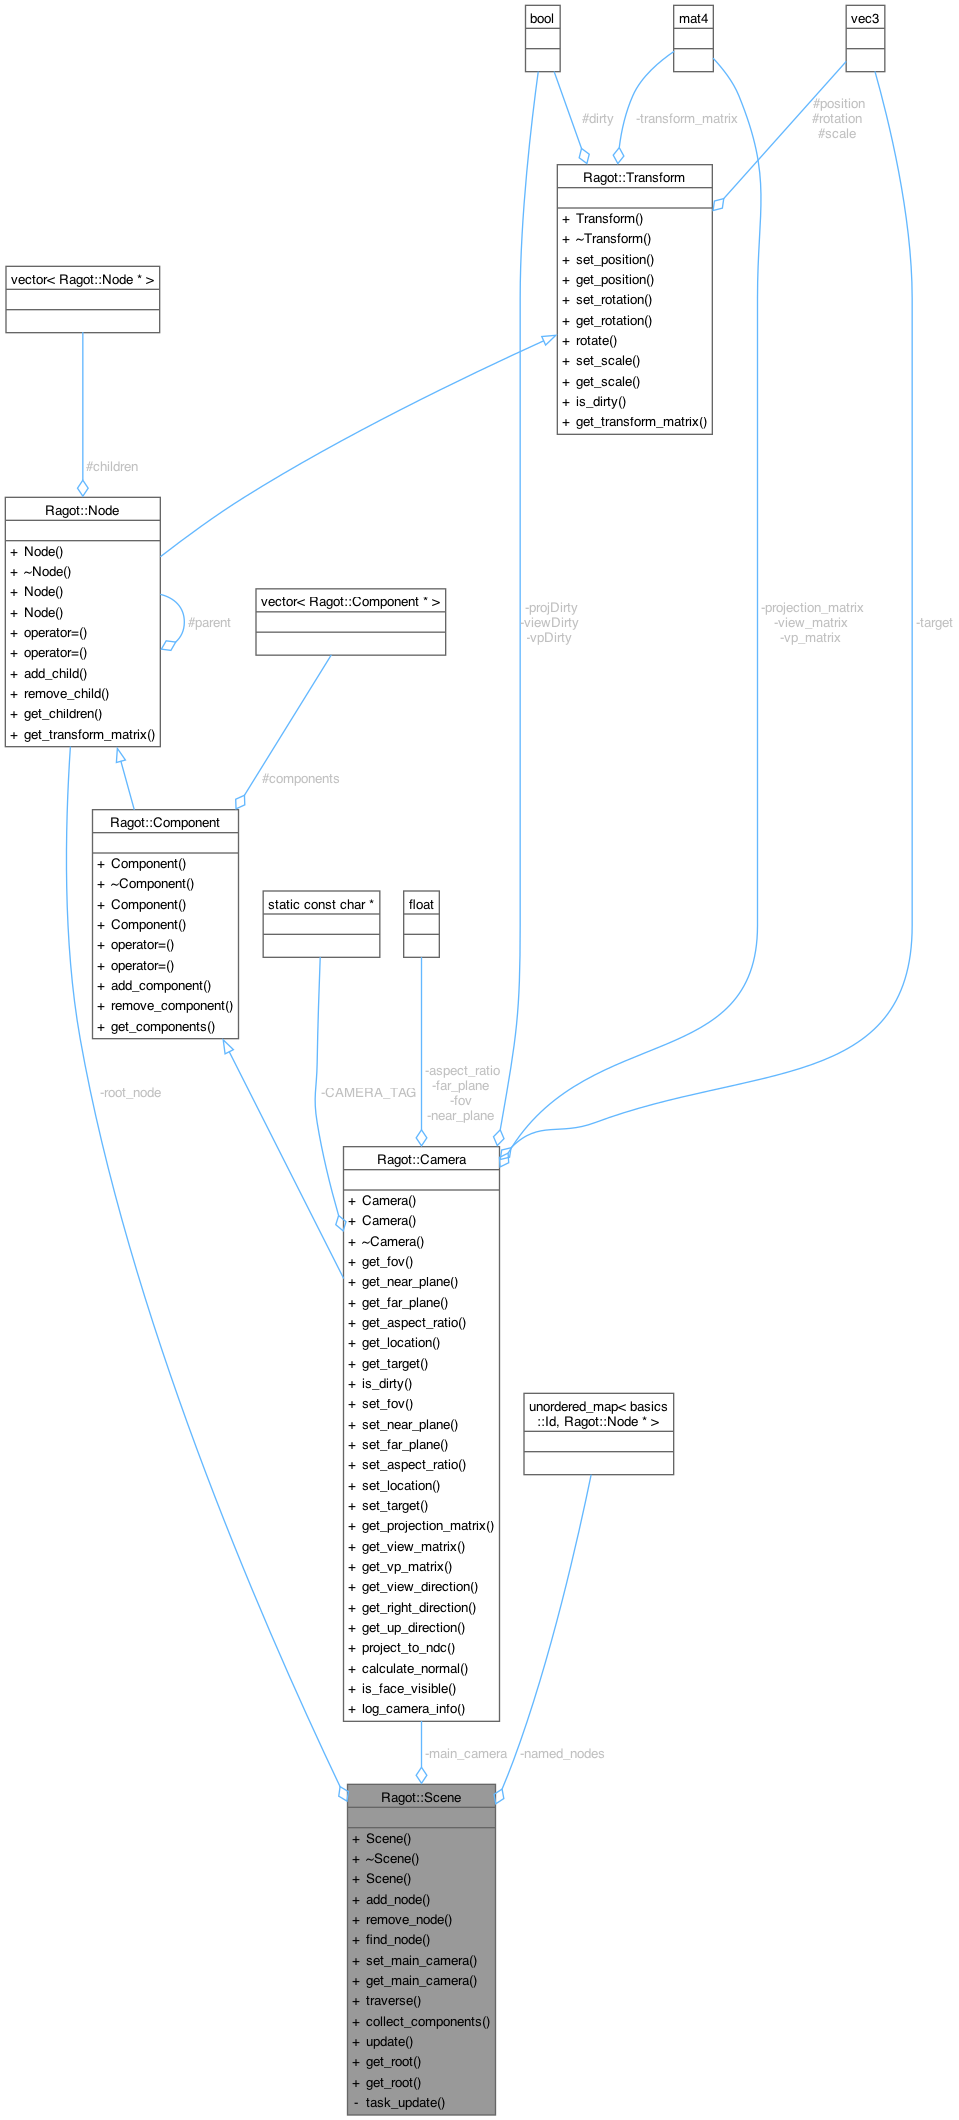 bool
mat4
vec3
#dirty
-transform_matrix
#position
#rotation
#scale
Ragot::Transform
+ Transform()
+ ~Transform()
+ set_position()
+ get_position()
+ set_rotation()
+ get_rotation()
+ rotate()
+ set_scale()
+ get_scale()
+ is_dirty()
+ get_transform_matrix()
vector< Ragot::Node * >
#children
Ragot::Node
+ Node()
+ ~Node()
+ Node()
+ Node()
+ operator=()
+ operator=()
+ add_child()
+ remove_child()
+ get_children()
+ get_transform_matrix()
#parent
vector< Ragot::Component * >
#components
-projDirty
-viewDirty
-vpDirty
-projection_matrix
-view_matrix
-vp_matrix
-target
Ragot::Component
+ Component()
+ ~Component()
+ Component()
+ Component()
+ operator=()
+ operator=()
+ add_component()
+ remove_component()
+ get_components()
static const char *
float
-root_node
-CAMERA_TAG
-aspect_ratio
-far_plane
-fov
-near_plane
Ragot::Camera
+ Camera()
+ Camera()
+ ~Camera()
+ get_fov()
+ get_near_plane()
+ get_far_plane()
+ get_aspect_ratio()
+ get_location()
+ get_target()
+ is_dirty()
+ set_fov()
+ set_near_plane()
+ set_far_plane()
+ set_aspect_ratio()
+ set_location()
+ set_target()
+ get_projection_matrix()
+ get_view_matrix()
+ get_vp_matrix()
+ get_view_direction()
+ get_right_direction()
+ get_up_direction()
+ project_to_ndc()
+ calculate_normal()
+ is_face_visible()
+ log_camera_info()
unordered_map< basics
::Id, Ragot::Node * >
-main_camera
-named_nodes
Ragot::Scene
+ Scene()
+ ~Scene()
+ Scene()
+ add_node()
+ remove_node()
+ find_node()
+ set_main_camera()
+ get_main_camera()
+ traverse()
+ collect_components()
+ update()
+ get_root()
+ get_root()
- task_update()